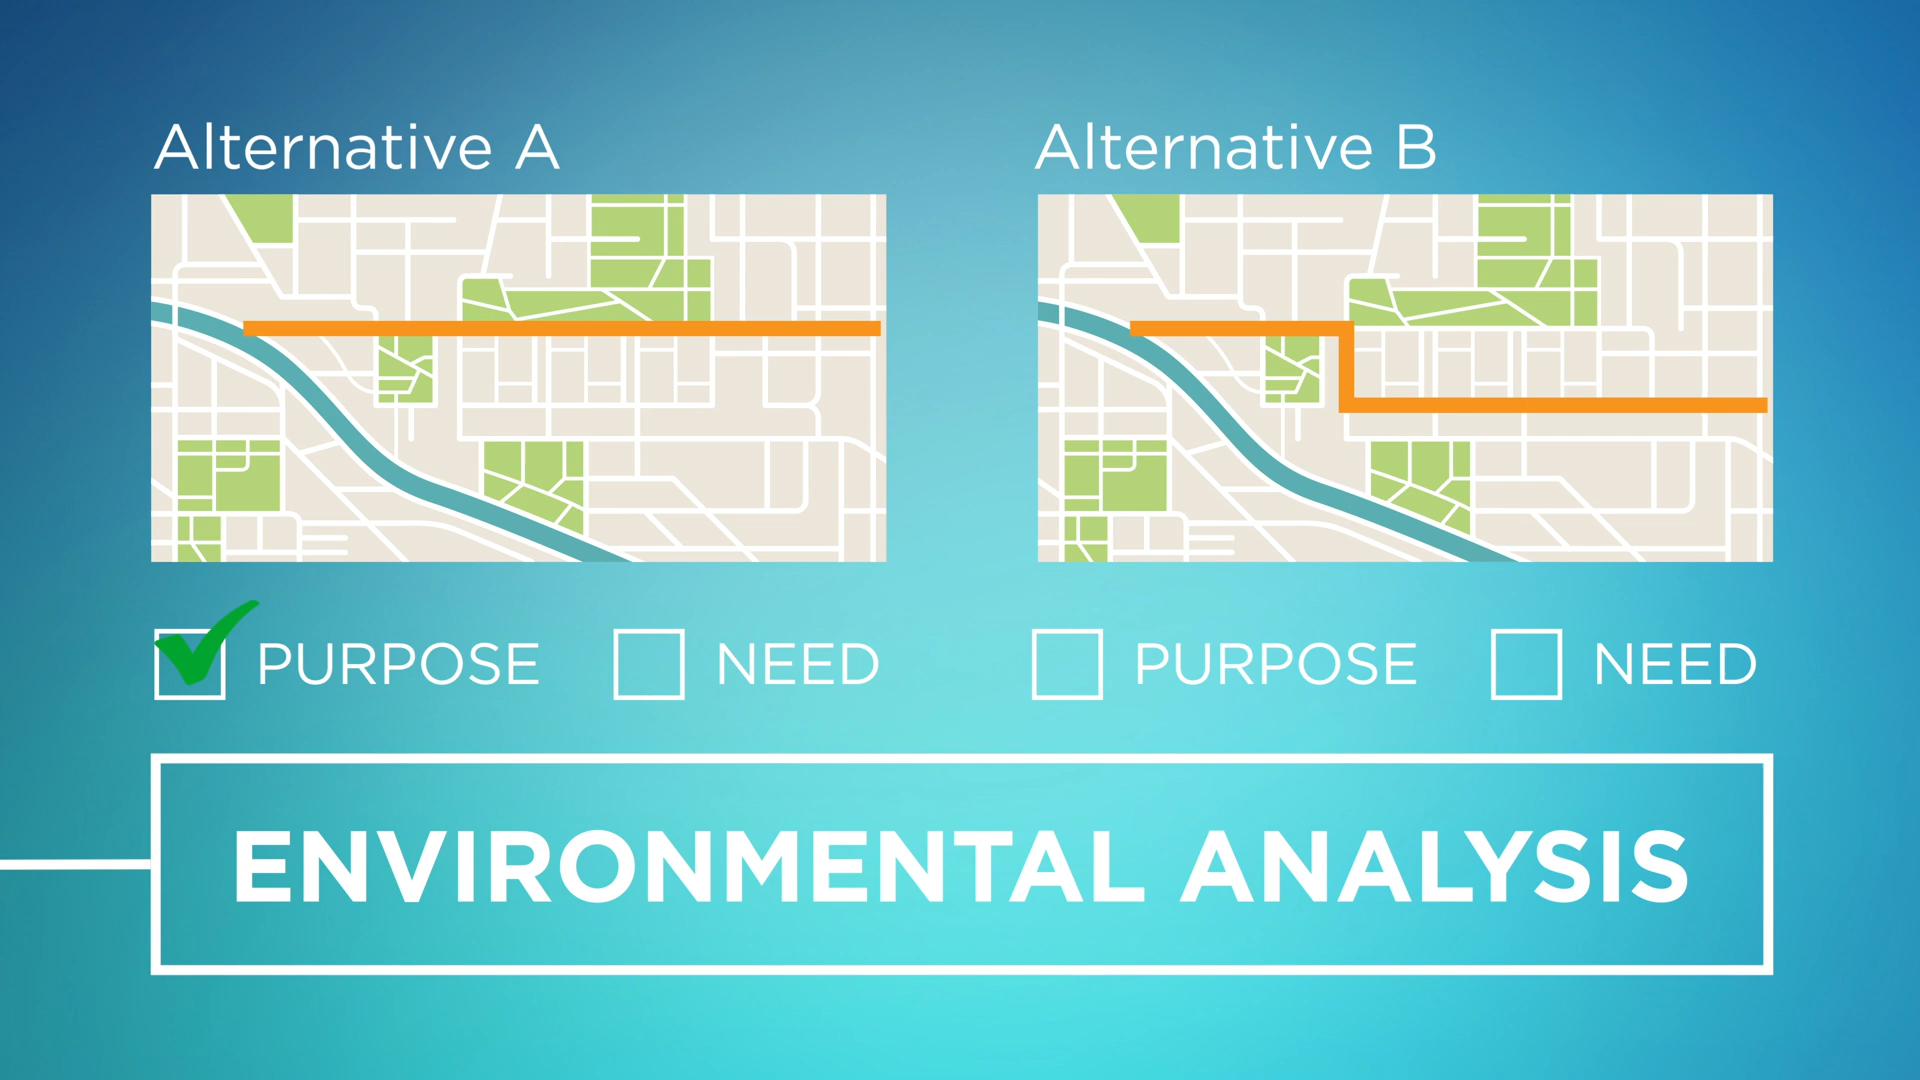 Alternative A
Alternative B
PURPOSE
NEED
PURPOSE
NEED
ENVIRONMENTAL ANALYSIS